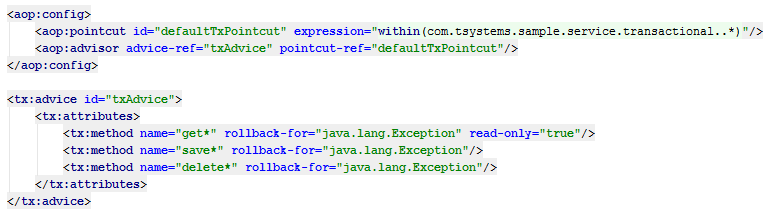 <aop:config>
<aop:pointcut id="defaultTxPointcut" expression="within(com.tsystems.sample.service.transactional..*)"/>
<aop:advisor advice-ref="txAdvice" pointcut-ref="defaultTxPointcut"/>
</aop:config>
<tx:advice id="txAdvice">
<tx:attributes>
<tx:method name="get*" rollback-for="java.lang.Exception" read-only="true"/>
<tx:method name="save*" rollback-for="java.lang.Exception"/>
<tx:method name="delete*" rollback-for="java.lang.Exception"/>
</tx:attributes>
</tx:advice>